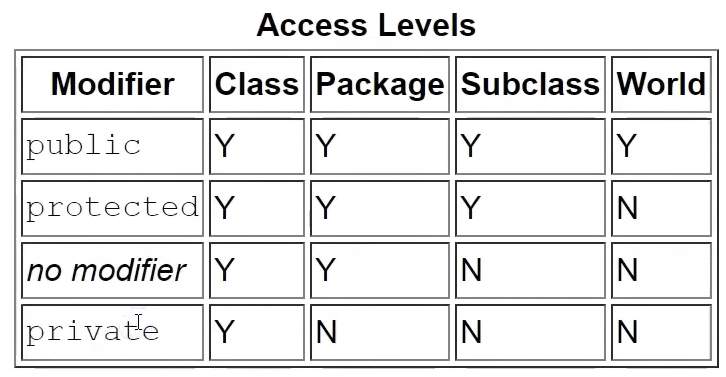 Access Levels
Modifier Class Package Subclass World
public Y Y Y Y
protected Y Y Y N
no modifier Y Y N N
private Y N N N